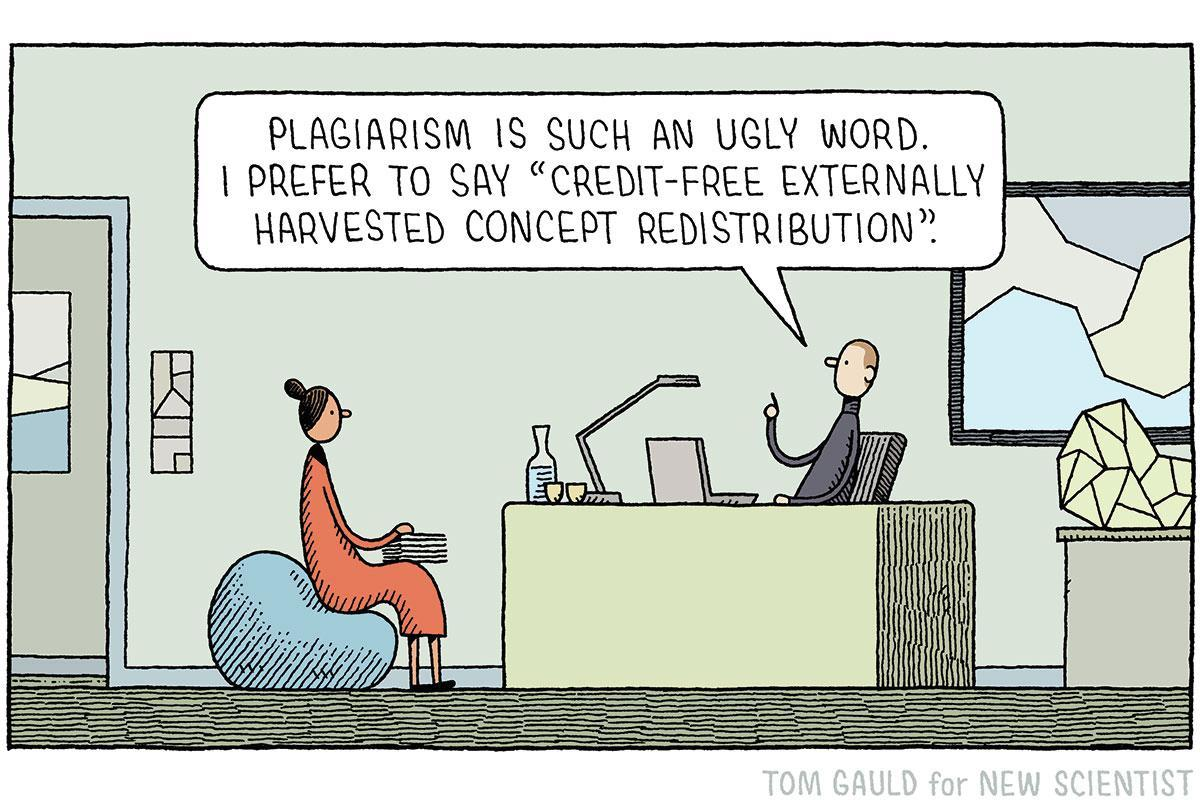 PLAGIARISM IS SUCH AN UGLY WORD.
I PREFER TO SAY “CREDIT-FREE EXTERNALLY
HARVESTED CONCEPT REDISTRIBUTION”.
TOM GAULD for NEW SCIENTIST